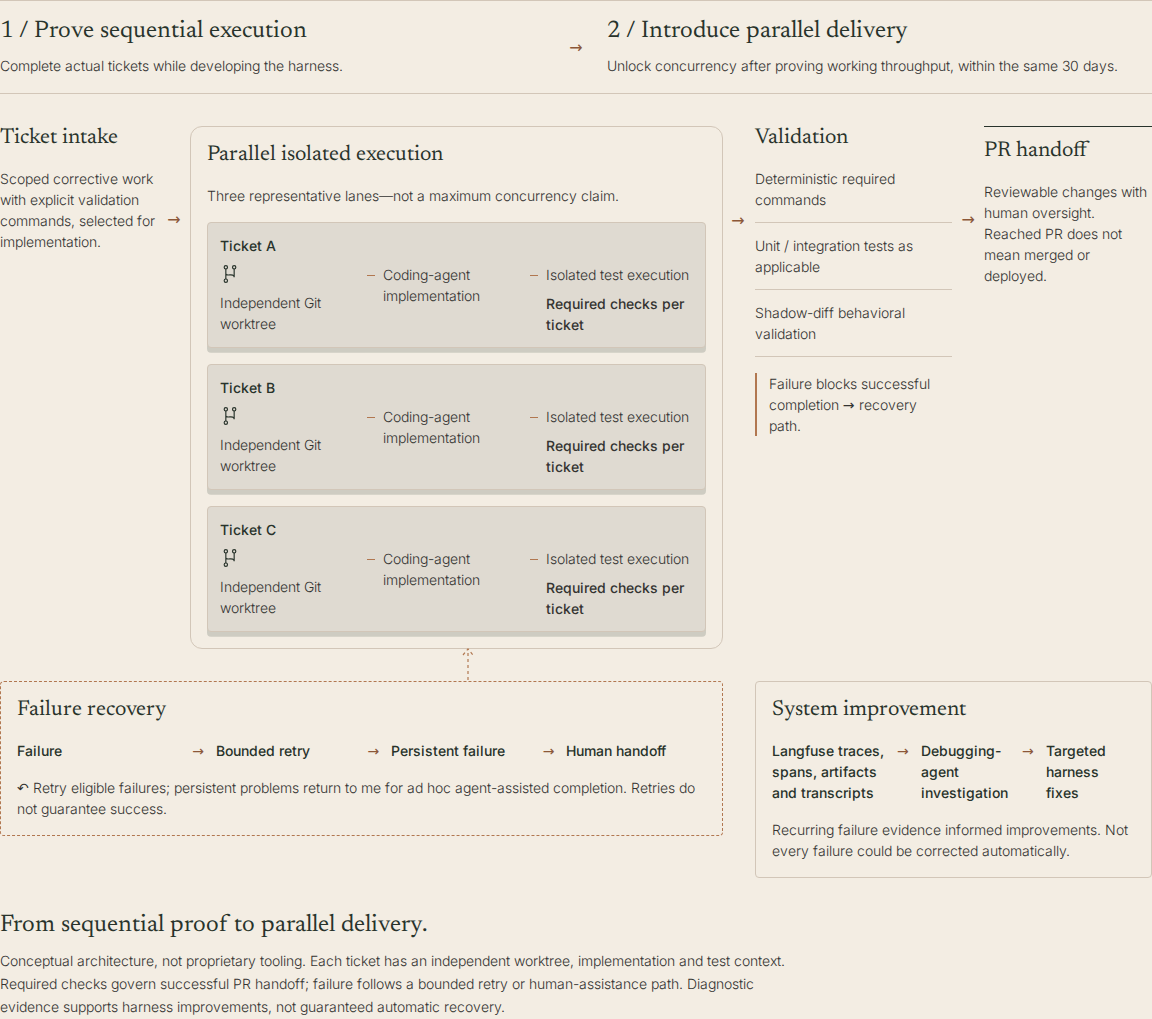 1 / Prove sequential execution
Complete actual tickets while developing the harness.
→
2 / Introduce parallel delivery
Unlock concurrency after proving working throughput, within the same 30 days.
Ticket intake
Scoped corrective work
with explicit validation
commands, selected for
implementation.
→
Parallel isolated execution
Three representative lanes—not a maximum concurrency claim.
Ticket A
Independent Git
worktree
– Coding-agent
implementation
– Isolated test execution
Required checks per
ticket
Ticket B
Independent Git
worktree
– Coding-agent
implementation
– Isolated test execution
Required checks per
ticket
Ticket C
Independent Git
worktree
– Coding-agent
implementation
– Isolated test execution
Required checks per
ticket
→
Validation
Deterministic required
commands
Unit / integration tests as
applicable
Shadow-diff behavioral
validation
Failure blocks successful
completion → recovery
path.
→
PR handoff
Reviewable changes with
human oversight.
Reached PR does not
mean merged or
deployed.
Failure recovery
Failure → Bounded retry → Persistent failure → Human handoff
↶ Retry eligible failures; persistent problems return to me for ad hoc agent-assisted completion. Retries do
not guarantee success.
System improvement
Langfuse traces,
spans, artifacts
and transcripts
→
Debugging-
agent
investigation
→
Targeted
harness
fixes
Recurring failure evidence informed improvements. Not
every failure could be corrected automatically.
From sequential proof to parallel delivery.
Conceptual architecture, not proprietary tooling. Each ticket has an independent worktree, implementation and test context.
Required checks govern successful PR handoff; failure follows a bounded retry or human-assistance path. Diagnostic
evidence supports harness improvements, not guaranteed automatic recovery.